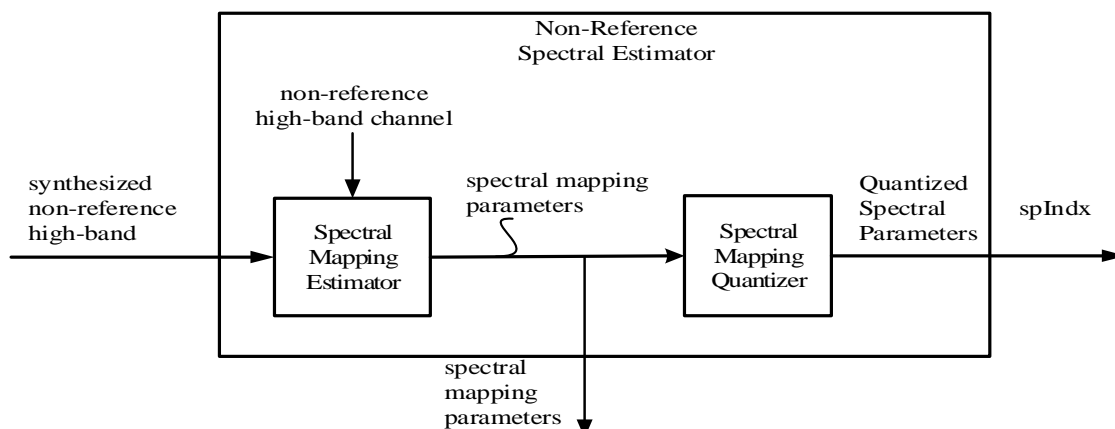 Non-Reference
Spectral Estimator
non-reference
high-band channel
synthesized
non-reference
high-band
Spectral
Mapping
Estimator
spectral mapping
parameters
Spectral
Mapping
Quantizer
Quantized
Spectral
Parameters
spIndx
spectral
mapping
parameters